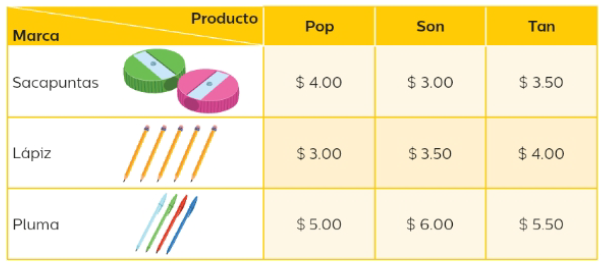 Producto
Marca
Pop Son Tan
Sacapuntas $ 4.00 $ 3.00 $ 3.50
Lápiz $ 3.00 $ 3.50 $ 4.00
Pluma $ 5.00 $ 6.00 $ 5.50